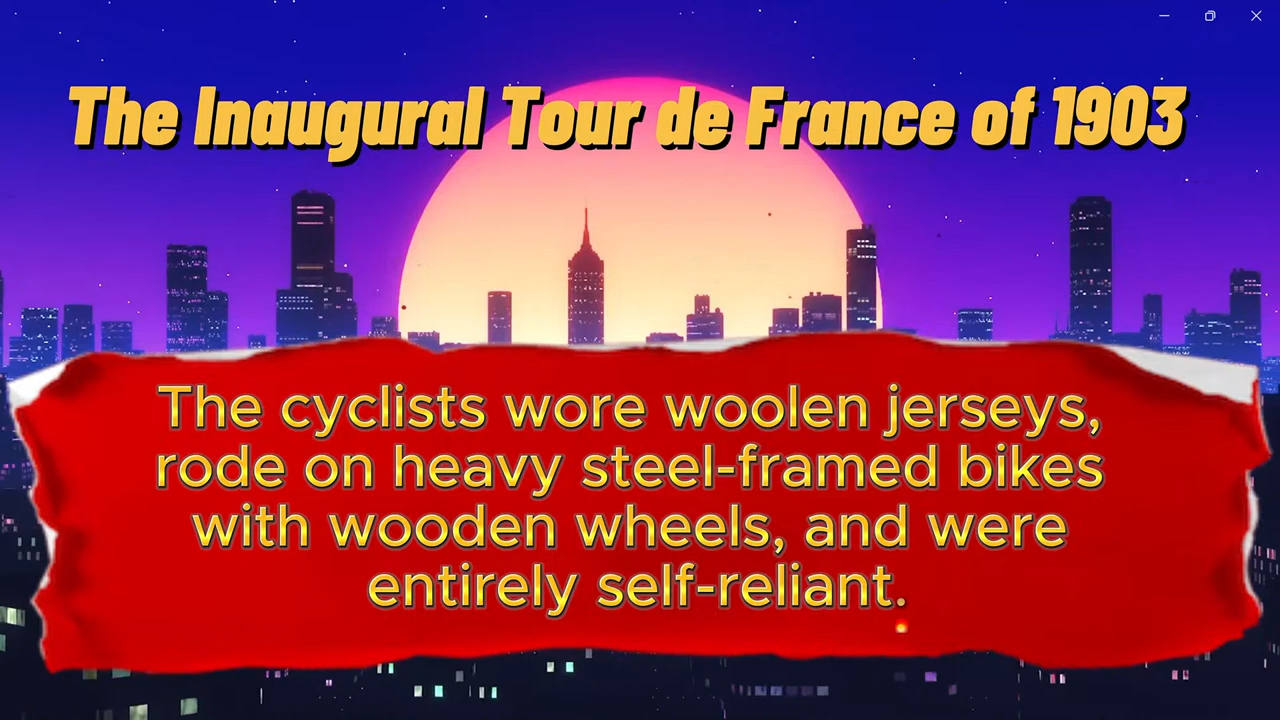 The Inaugural Tour de France of 1903
The cyclists wore woolen jerseys,
rode on heavy steel-framed bikes
with wooden wheels, and were
entirely self-reliant.